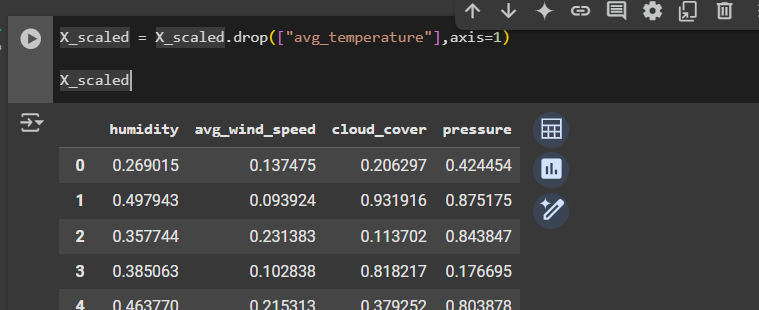 X_scaled = X_scaled.drop(["avg_temperature"],axis=1)
X_scaled
humidity avg_wind_speed cloud_cover pressure
0 0.269015 0.137475 0.206297 0.424454
1 0.497943 0.093924 0.931916 0.875175
2 0.357744 0.231383 0.113702 0.843847
3 0.385063 0.102838 0.818217 0.176695
4 0.463770 0.215313 0.379252 0.803878